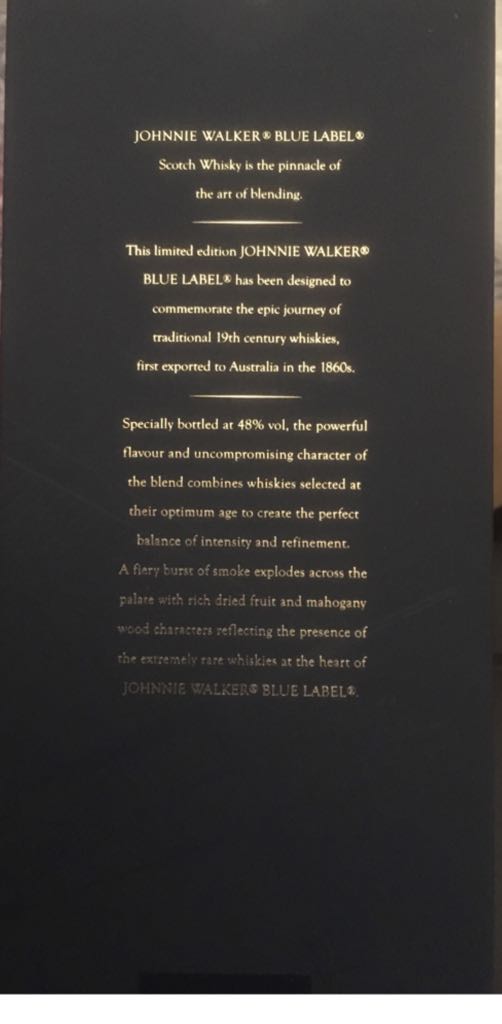 JOHNNIE WALKER® BLUE LABEL®
Scotch Whisky is the pinnacle of
the art of blending.
This limited edition JOHNNIE WALKER®
BLUE LABEL® has been designed to
commemorate the epic journey of
traditional 19th century whiskies,
first exported to Australia in the 1860s.
Specially bottled at 48% vol, the powerful
flavour and uncompromising character of
the blend combines whiskies selected at
their optimum age to create the perfect
balance of intensity and refinement.
A fiery burst of smoke explodes across the
palate with rich dried fruit and mahogany
wood characters reflecting the presence of
the extremely rare whiskies at the heart of
JOHNNIE WALKER® BLUE LABEL®.